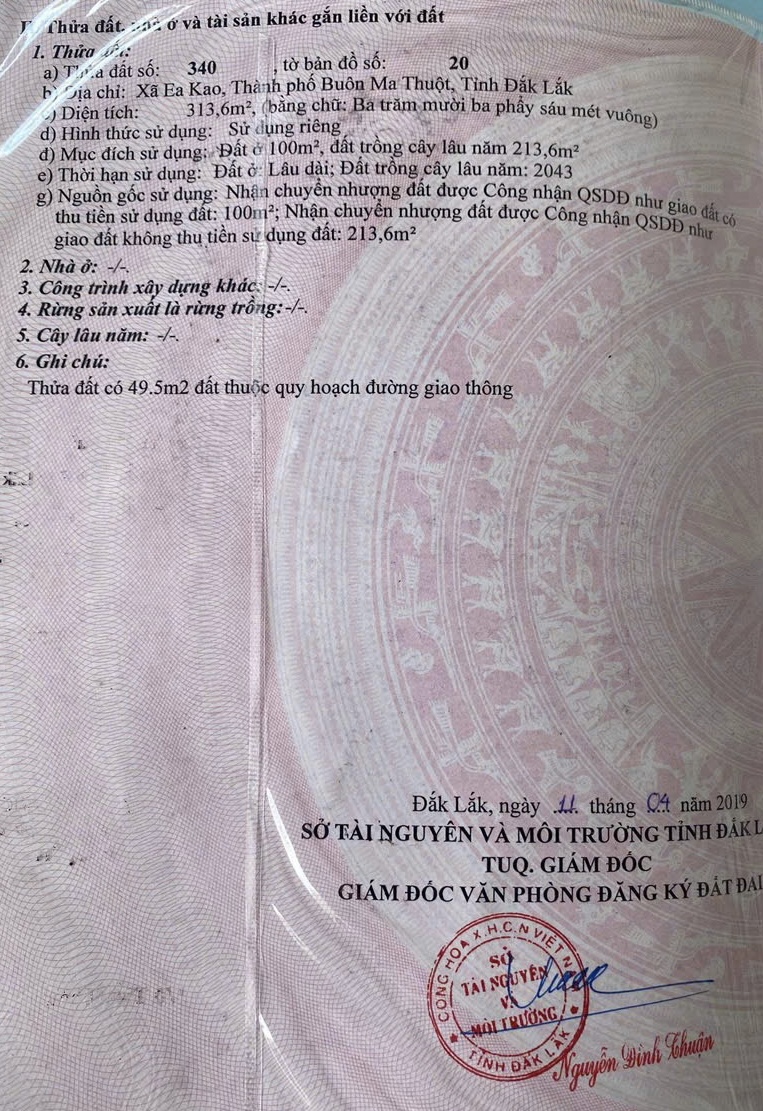 Thửa đất, ở và tài sản khác gắn liền với đất
1. Thửa đất:
a) Thửa đất số: 340 , tờ bản đồ số: 20
b) Địa chỉ: Xã Ea Kao, Thành phố Buôn Ma Thuột, Tỉnh Đắk Lắk
c) Diện tích: 313,6m², (bằng chữ: Ba trăm mười ba phẩy sáu mét vuông)
d) Hình thức sử dụng: Sử dụng riêng
đ) Mục đích sử dụng: Đất ở 100m², đất trồng cây lâu năm 213,6m²
e) Thời hạn sử dụng: Đất ở: Lâu dài; Đất trồng cây lâu năm: 2043
g) Nguồn gốc sử dụng: Nhận chuyển nhượng đất được Công nhận QSDĐ như giao đất có
thu tiền sử dụng đất: 100m²; Nhận chuyển nhượng đất được Công nhận QSDĐ như
giao đất không thu tiền sử dụng đất: 213,6m²
2. Nhà ở: -/-.
3. Công trình xây dựng khác: -/-.
4. Rừng sản xuất là rừng trồng: -/-.
5. Cây lâu năm: -/-.
6. Ghi chú:
Thửa đất có 49.5m2 đất thuộc quy hoạch đường giao thông
Đắk Lắk, ngày 11 tháng 04 năm 2019
SỞ TÀI NGUYÊN VÀ MÔI TRƯỜNG TỈNH ĐẮK L
TUQ. GIÁM ĐỐC
GIÁM ĐỐC VĂN PHÒNG ĐĂNG KÝ ĐẤT ĐAI
CỘNG HÒA X.H.C.N VIỆT N
SỞ
TÀI NGUYÊN
VÀ
MÔI TRƯỜNG
TỈNH ĐẮK LẮK
Nguyễn Đình Thuận